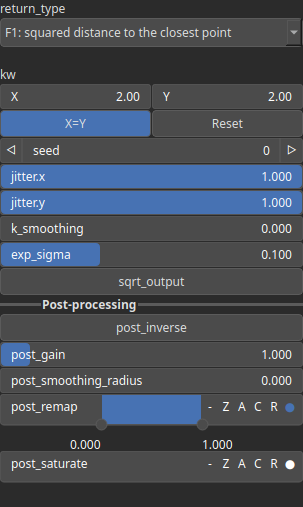 return_type
F1: squared distance to the closest point
kw
X 2.00 Y 2.00
X=Y Reset
seed 0
jitter.x 1.000
jitter.y 1.000
k_smoothing 0.000
exp_sigma 0.100
sqrt_output
Post-processing
post_inverse
post_gain 1.000
post_smoothing_radius 0.000
post_remap - Z A C R
0.000 1.000
post_saturate - Z A C R